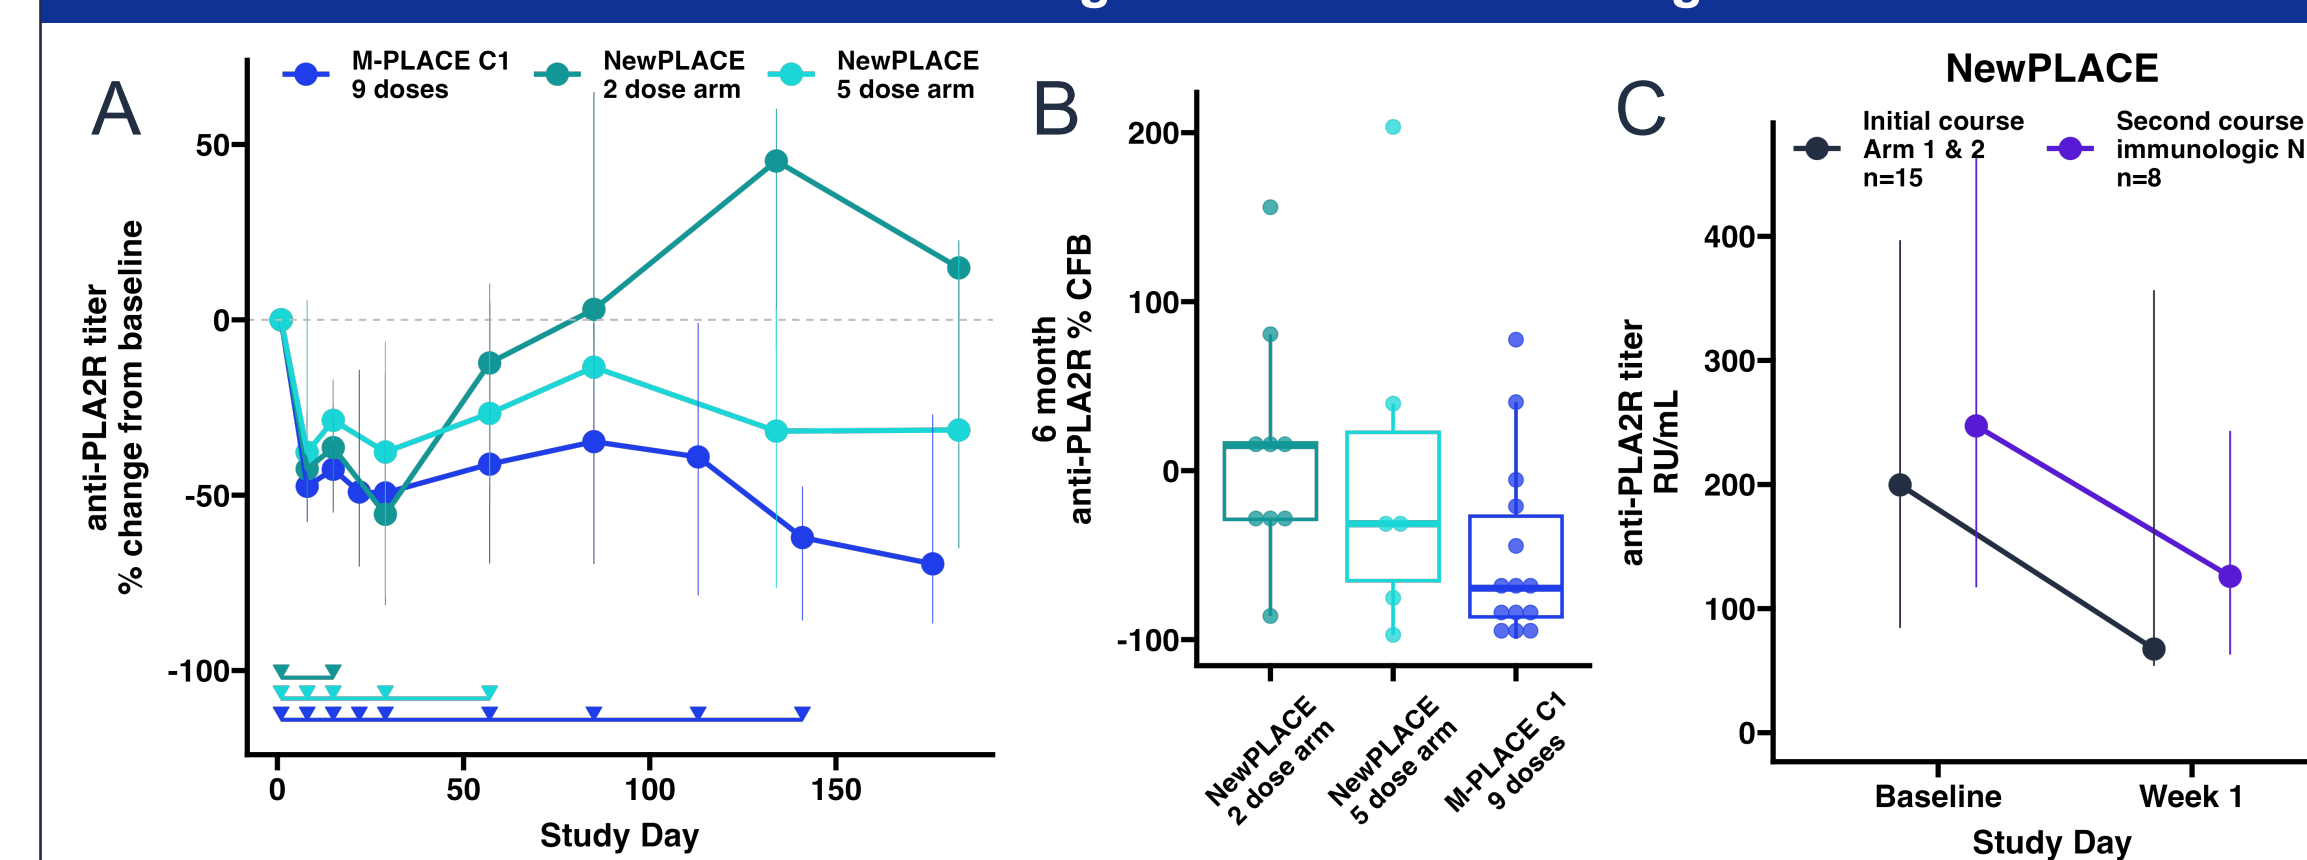 A
M-PLACE C1
9 doses
NewPLACE
2 dose arm
NewPLACE
5 dose arm
anti-PLA2R titer
% change from baseline
50
0
-50
-100
0
50
100
150
Study Day
B
6 month
anti-PLA2R % CFB
200
100
0
-100
NewPLACE
2 dose arm
NewPLACE
5 dose arm
M-PLACE C1
9 doses
C
NewPLACE
Initial course
Arm 1 & 2
n=15
Second course
immunologic N
n=8
anti-PLA2R titer
RU/mL
400
300
200
100
0
Baseline
Week 1
Study Day